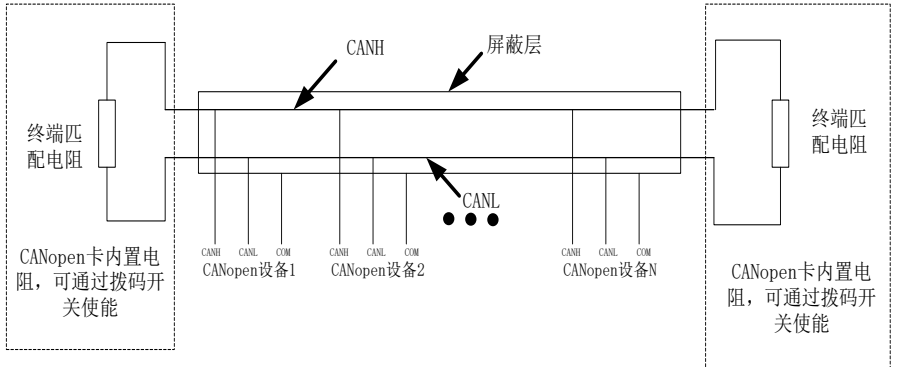 CANH
屏蔽层
终端匹
配电阻
终端匹
配电阻
CANL
CANH CANL COM
CANH CANL COM
CANH CANL COM
CANopen设备1
CANopen设备2
CANopen设备N
CANopen卡内置电
阻，可通过拨码开
关使能
CANopen卡内置电
阻，可通过拨码开
关使能